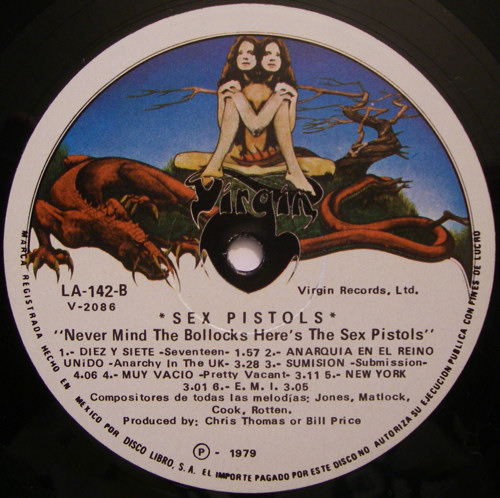 Virgin
LA-142-B
V-2086
Virgin Records, Ltd.
*SEX PISTOLS*
"Never Mind The Bollocks Here's The Sex Pistols"
1.- DIEZ Y SIETE -Seventeen- 1.57 2.- ANARQUIA EN EL REINO
UNiDO -Anarchy In The UK- 3.28 3.- SUMISION -Submission-
4.06 4.- MUY VACIO -Pretty Vacant- 3.11 5.- NEW YORK
3.01 6.- E. M. I. 3.05
Compositores de todas las melodías; Jones, Matlock,
Cook, Rotten.
Produced by; Chris Thomas or Bill Price
P - 1979
MARCA REGISTRADA HECHO EN MEXICO POR DISCO LIBRO, S.A. EL IMPORTE PAGADO POR ESTE DISCO NO AUTORIZA SU EJECUCION PUBLICA CON FINES DE LUCRO